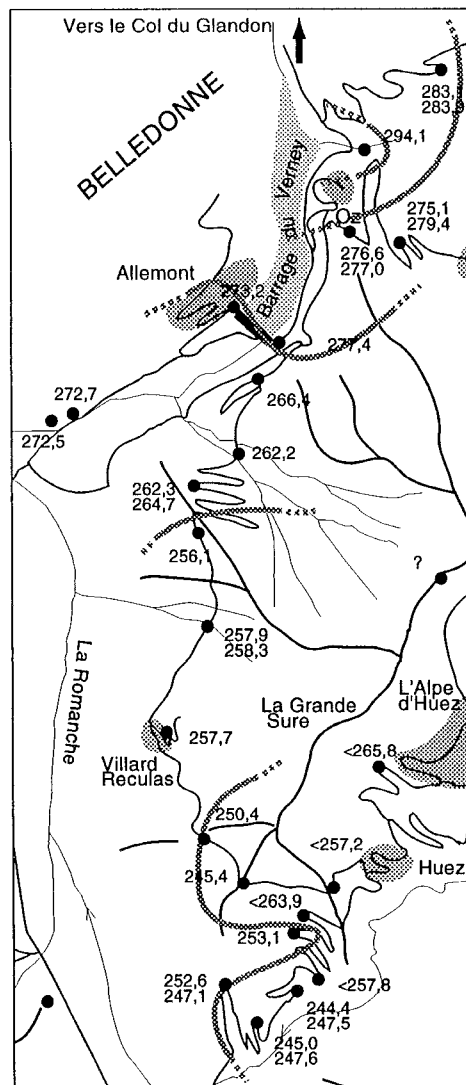 Vers le Col du Glandon
BELLEDONNE
Barrage du Verney
283,
294,1
Oz
275,1
279,4
276,6
277,0
Allemont
273,2
277,4
272,7
272,5
266,4
262,2
262,3
264,7
256,1
?
257,9
258,3
La Romanche
La Grande
Sure
L'Alpe
d'Huez
257,7
Villard
Reculas
<265,8
250,4
245,4
<257,2
Huez
<263,9
253,1
252,6
247,1
<257,8
244,4
247,5
245,0
247,6